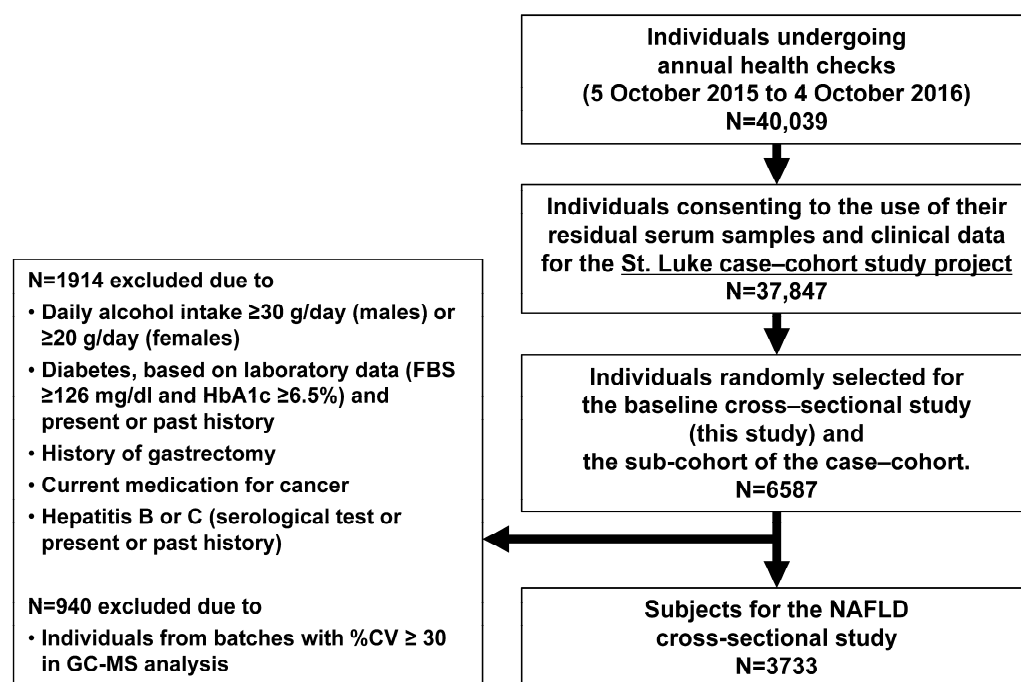 Individuals undergoing
annual health checks
(5 October 2015 to 4 October 2016)
N=40,039
Individuals consenting to the use of their
residual serum samples and clinical data
for the St. Luke case–cohort study project
N=37,847
Individuals randomly selected for
the baseline cross–sectional study
(this study) and
the sub-cohort of the case–cohort.
N=6587
N=1914 excluded due to
• Daily alcohol intake ≥30 g/day (males) or
≥20 g/day (females)
• Diabetes, based on laboratory data (FBS
≥126 mg/dl and HbA1c ≥6.5%) and
present or past history
• History of gastrectomy
• Current medication for cancer
• Hepatitis B or C (serological test or
present or past history)
N=940 excluded due to
• Individuals from batches with %CV ≥ 30
in GC-MS analysis
Subjects for the NAFLD
cross-sectional study
N=3733